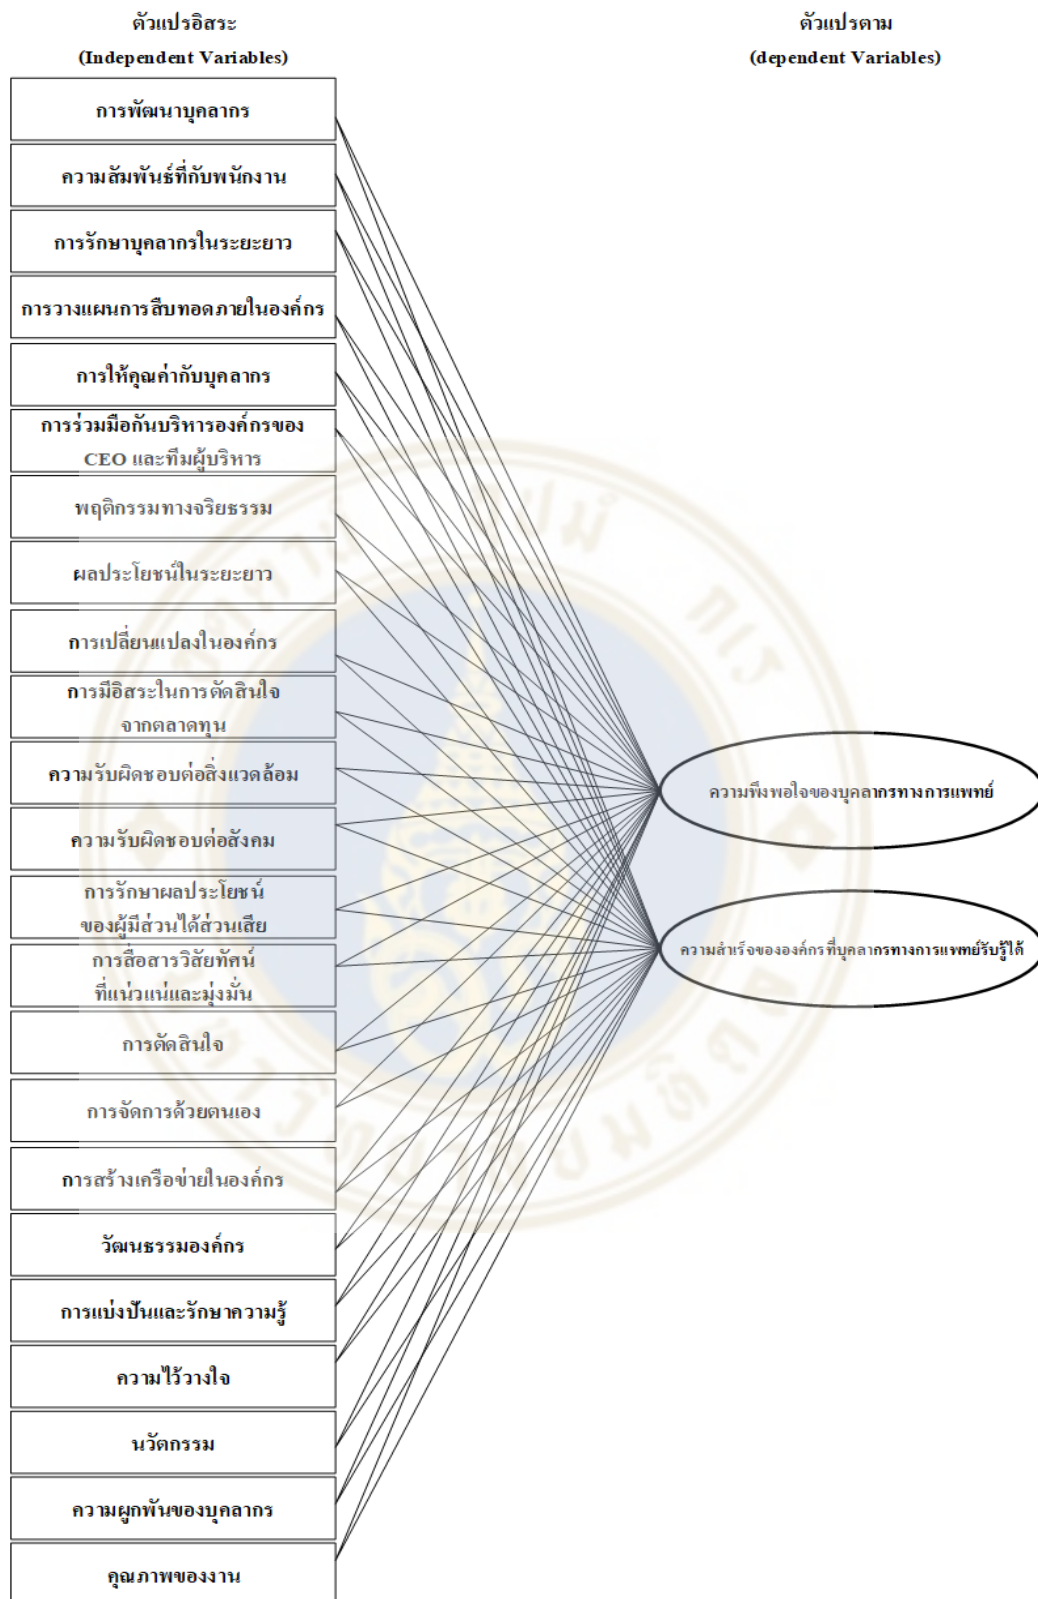 ตัวแปรอิสระ
(Independent Variables)
ตัวแปรตาม
(dependent Variables)
การพัฒนาบุคลากร
ความสัมพันธ์ที่กับพนักงาน
การรักษาบุคลากรในระยะยาว
การวางแผนการสืบทอดภายในองค์กร
การให้คุณค่ากับบุคลากร
การร่วมมือกันบริหารองค์กรของ
CEO และทีมผู้บริหาร
พฤติกรรมทางจริยธรรม
ผลประโยชน์ในระยะยาว
การเปลี่ยนแปลงในองค์กร
การมีอิสระในการตัดสินใจ
จากตลาดทุน
ความรับผิดชอบต่อสิ่งแวดล้อม
ความรับผิดชอบต่อสังคม
การรักษาผลประโยชน์
ของผู้มีส่วนได้ส่วนเสีย
การสื่อสารวิสัยทัศน์
ที่แน่วแน่และมุ่งมั่น
การตัดสินใจ
การจัดการด้วยตนเอง
การสร้างเครือข่ายในองค์กร
วัฒนธรรมองค์กร
การแบ่งปันและรักษาความรู้
ความไว้วางใจ
นวัตกรรม
ความผูกพันของบุคลากร
คุณภาพของงาน
ความพึงพอใจของบุคลากรทางการแพทย์
ความสำเร็จขององค์กรที่บุคลากรทางการแพทย์รับรู้ได้